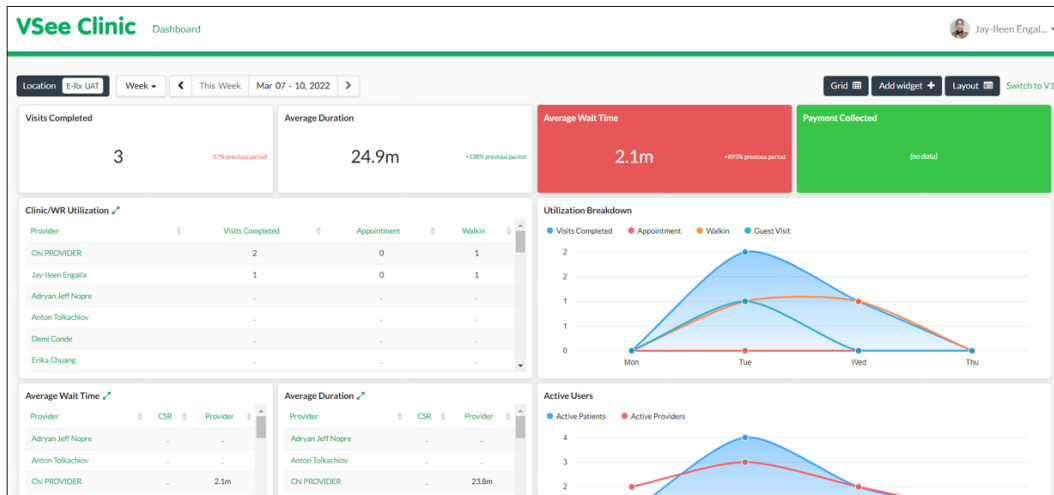 VSee Clinic Dashboard Jay-Ileen Engal...
Location E-Rx UAT Week This Week Mar 07 - 10, 2022 Grid Add widget + Layout Switch to V1
Visits Completed Average Duration Average Wait Time Payment Collected
3 -57% previous period 24.9m +138% previous period 2.1m +895% previous period (no data)
Clinic/WR Utilization
Provider Visits Completed Appointment Walkin
Chi PROVIDER 2 0 1
Jay-Ileen Engalla 1 0 1
Adryan Jeff Nopre - - -
Anton Tolkachiov - - -
Demi Conde - - -
Erika Chuang - - -
Utilization Breakdown
Visits Completed Appointment Walkin Guest Visit
2
2
1
1
0
Mon Tue Wed Thu
Average Wait Time
Provider CSR Provider
Adryan Jeff Nopre - -
Anton Tolkachiov - -
Chi PROVIDER - 2.1m
Average Duration
Provider CSR Provider
Adryan Jeff Nopre - -
Anton Tolkachiov - -
Chi PROVIDER - 23.8m
Active Users
Active Patients Active Providers
4
3
2